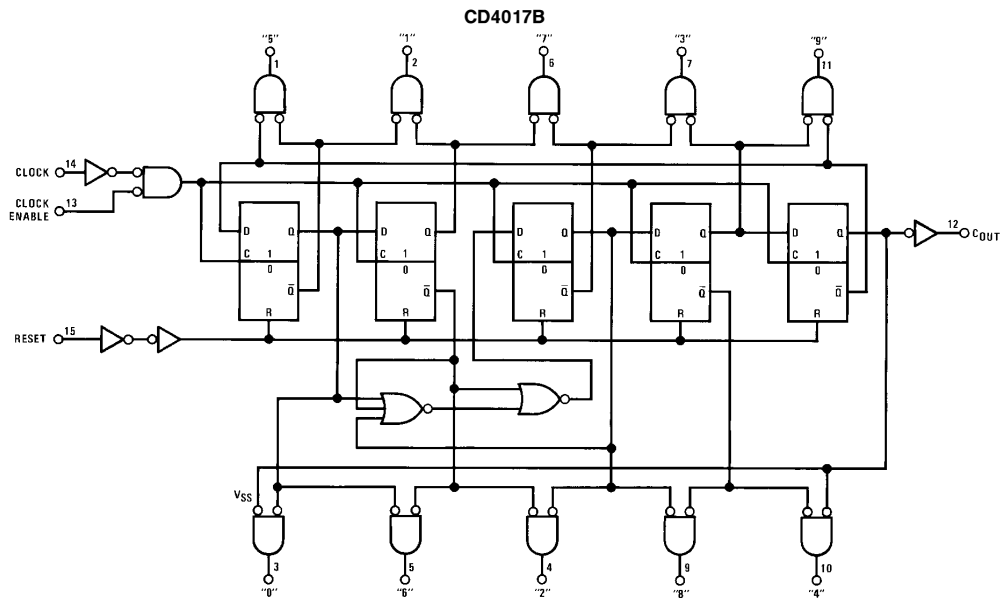 CD4017B
"5" "1" "7" "3" "9"
1 2 6 7 11
CLOCK 14
CLOCK ENABLE 13
D Q D Q D Q D Q D Q
12 COUT
C 1 C 1 C 1 C 1 C 1
0 0 0 0 0
Q̅ Q̅ Q̅ Q̅ Q̅
R R R R R
RESET 15
VSS
3 5 4 9 10
"0" "6" "2" "8" "4"